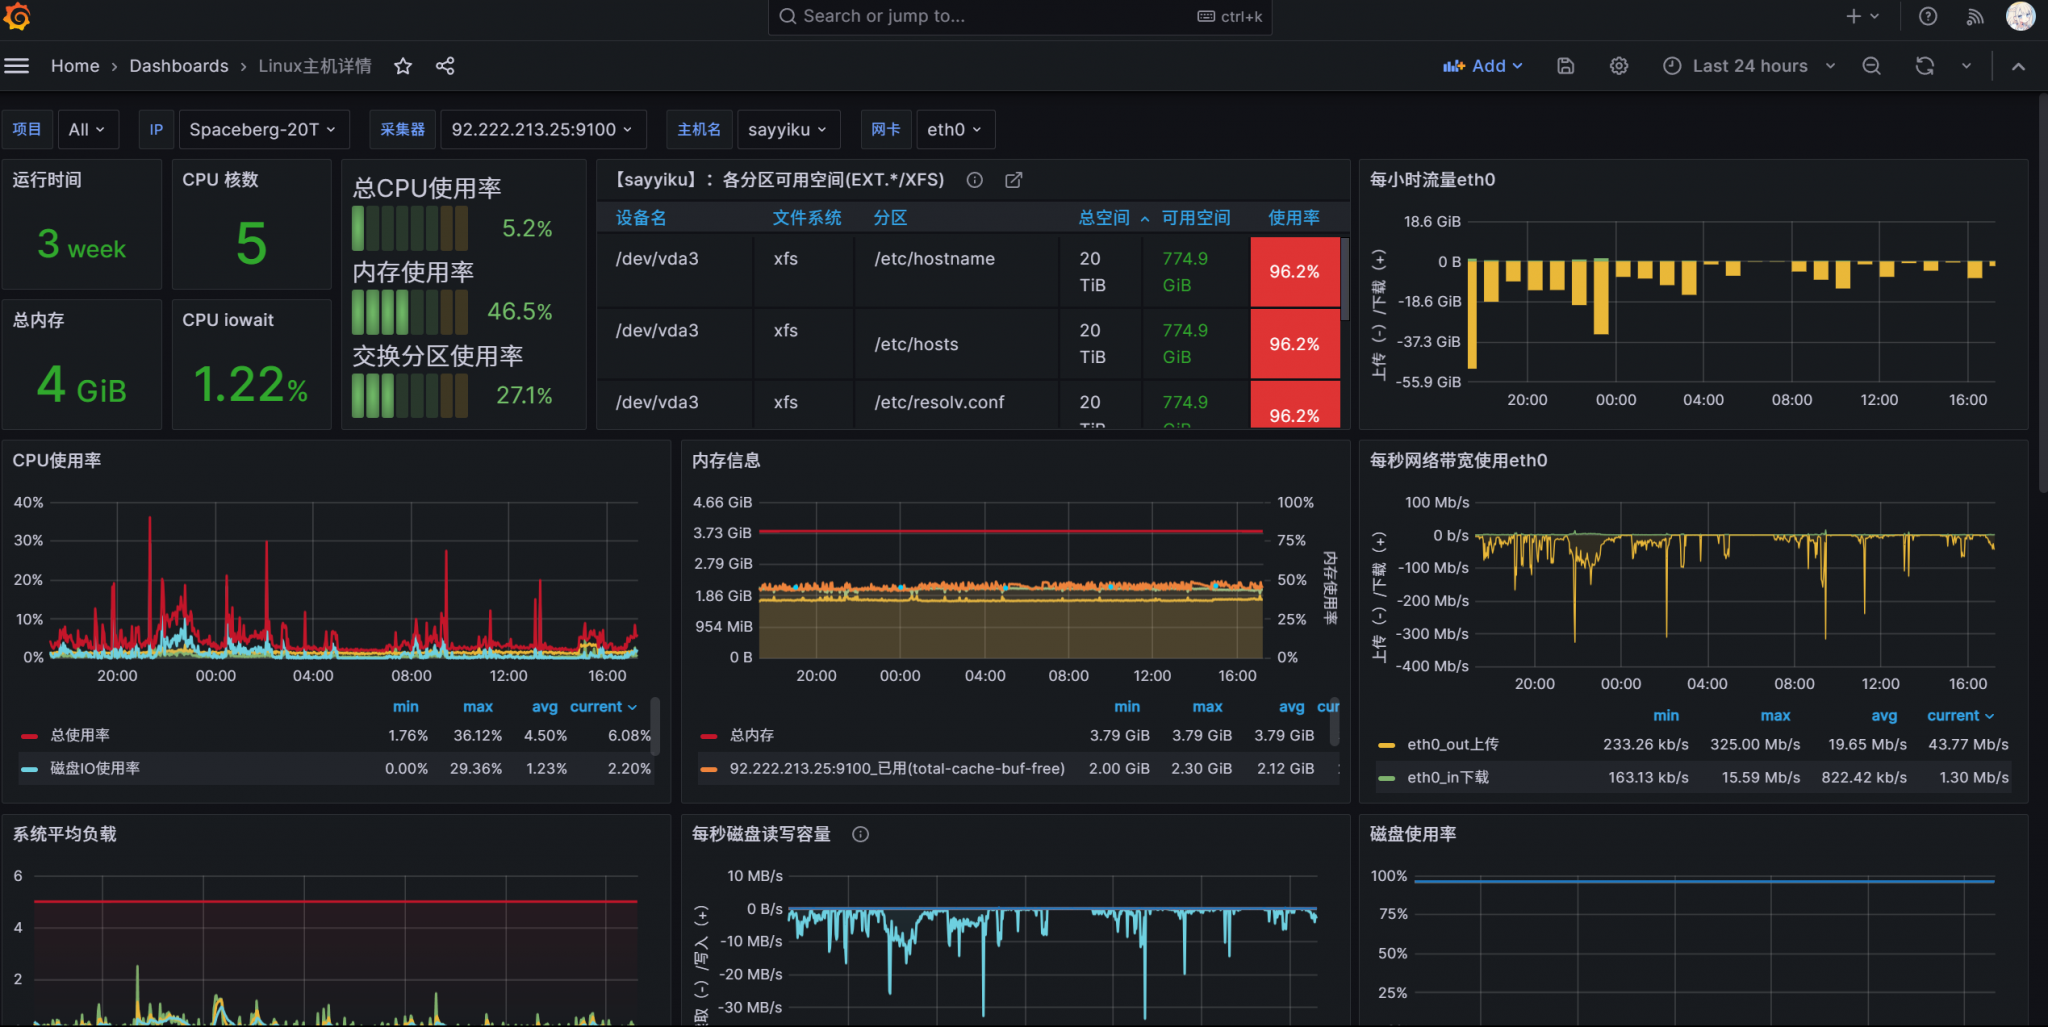 Search or jump to...
ctrl+k
Home › Dashboards › Linux主机详情
Add
Last 24 hours
项目 All
IP Spaceberg-20T
采集器 92.222.213.25:9100
主机名 sayyiku
网卡 eth0
运行时间
3 week
CPU 核数
5
总内存
4 GiB
CPU iowait
1.22%
总CPU使用率
5.2%
内存使用率
46.5%
交换分区使用率
27.1%
【sayyiku】：各分区可用空间(EXT.*/XFS)
设备名 文件系统 分区 总空间 可用空间 使用率
/dev/vda3 xfs /etc/hostname 20 TiB 774.9 GiB 96.2%
/dev/vda3 xfs /etc/hosts 20 TiB 774.9 GiB 96.2%
/dev/vda3 xfs /etc/resolv.conf 20 TiB 774.9 GiB 96.2%
每小时流量eth0
上传（-）/下载（+）
18.6 GiB
0 B
-18.6 GiB
-37.3 GiB
-55.9 GiB
20:00 00:00 04:00 08:00 12:00 16:00
CPU使用率
40%
30%
20%
10%
0%
20:00 00:00 04:00 08:00 12:00 16:00
min max avg current
总使用率 1.76% 36.12% 4.50% 6.08%
磁盘IO使用率 0.00% 29.36% 1.23% 2.20%
内存信息
4.66 GiB 100%
3.73 GiB 75%
2.79 GiB 50%
1.86 GiB 25%
954 MiB
0 B 0%
内存使用率
20:00 00:00 04:00 08:00 12:00 16:00
min max avg cur
总内存 3.79 GiB 3.79 GiB 3.79 GiB
92.222.213.25:9100_已用(total-cache-buf-free) 2.00 GiB 2.30 GiB 2.12 GiB
每秒网络带宽使用eth0
上传（-）/下载（+）
100 Mb/s
0 b/s
-100 Mb/s
-200 Mb/s
-300 Mb/s
-400 Mb/s
20:00 00:00 04:00 08:00 12:00 16:00
min max avg current
eth0_out上传 233.26 kb/s 325.00 Mb/s 19.65 Mb/s 43.77 Mb/s
eth0_in下载 163.13 kb/s 15.59 Mb/s 822.42 kb/s 1.30 Mb/s
系统平均负载
6
4
2
每秒磁盘读写容量
取（-）/写入（+）
10 MB/s
0 B/s
-10 MB/s
-20 MB/s
-30 MB/s
磁盘使用率
100%
75%
50%
25%